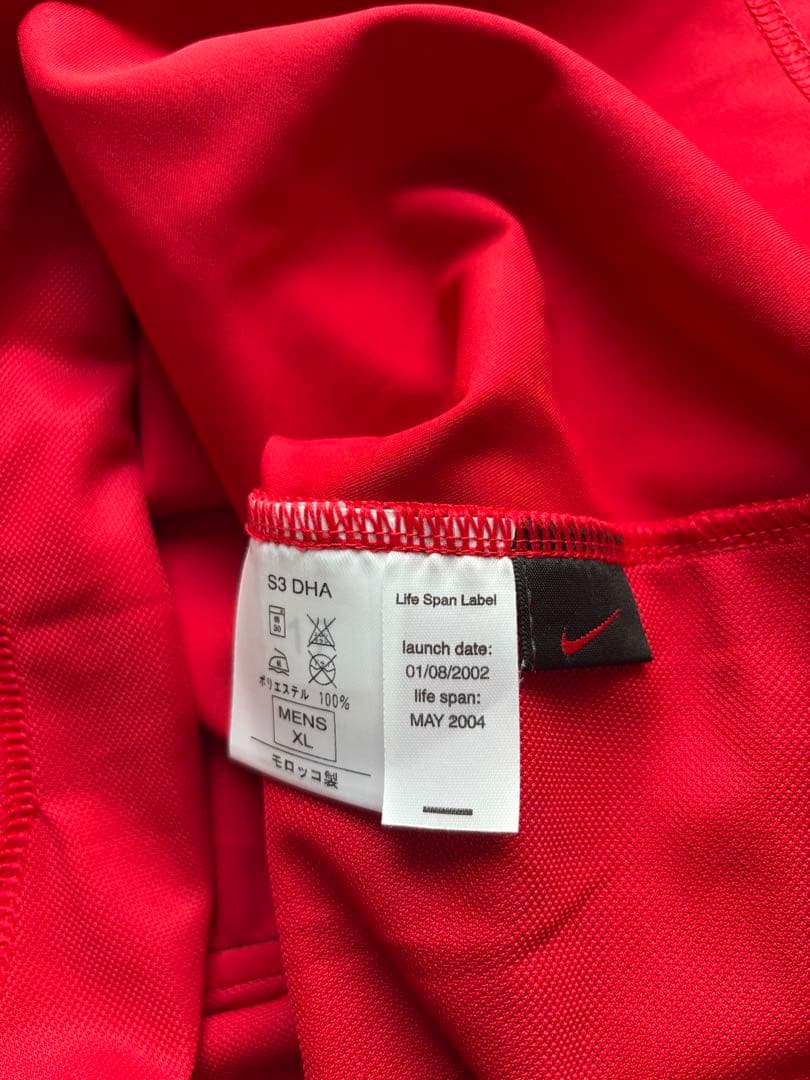 S3 DHA
ポリエステル 100%
MENS
XL
モロッコ製
Life Span Label
launch date:
01/08/2002
life span:
MAY 2004